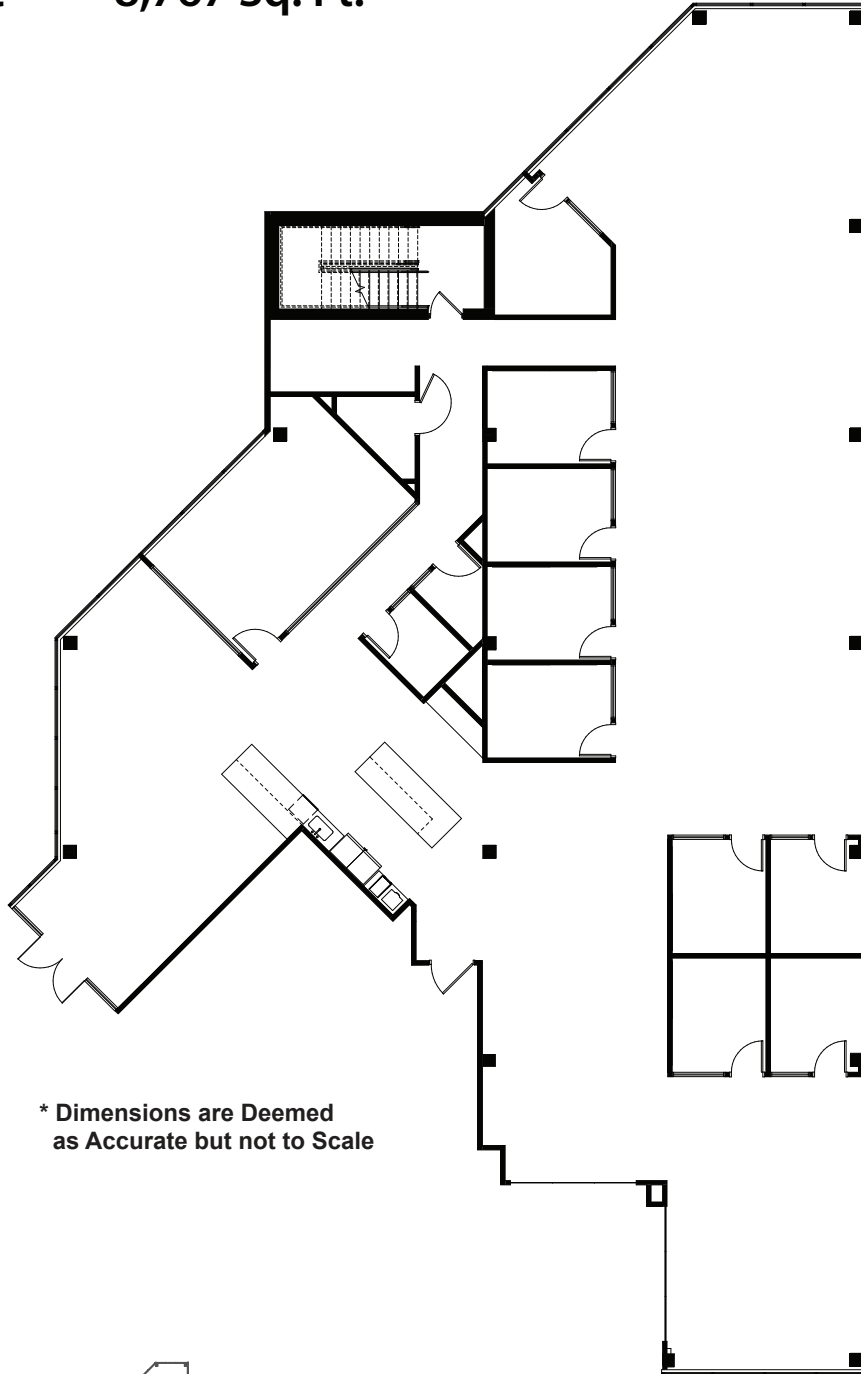 8,767 Sq. Ft.
* Dimensions are Deemed
as Accurate but not to Scale